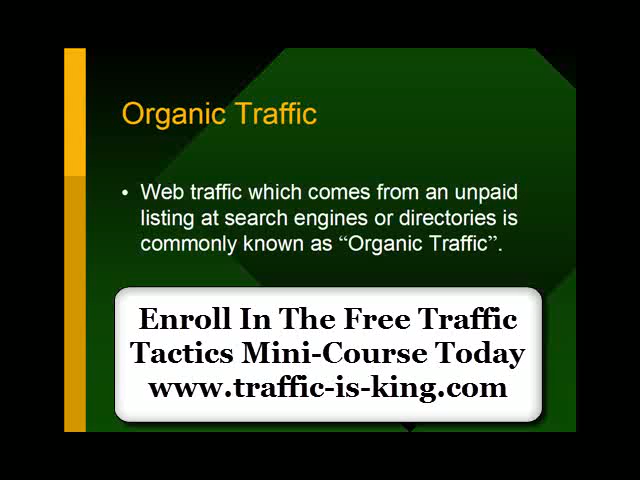 Organic Traffic
• Web traffic which comes from an unpaid
listing at search engines or directories is
commonly known as “Organic Traffic”.
Enroll In The Free Traffic
Tactics Mini-Course Today
www.traffic-is-king.com